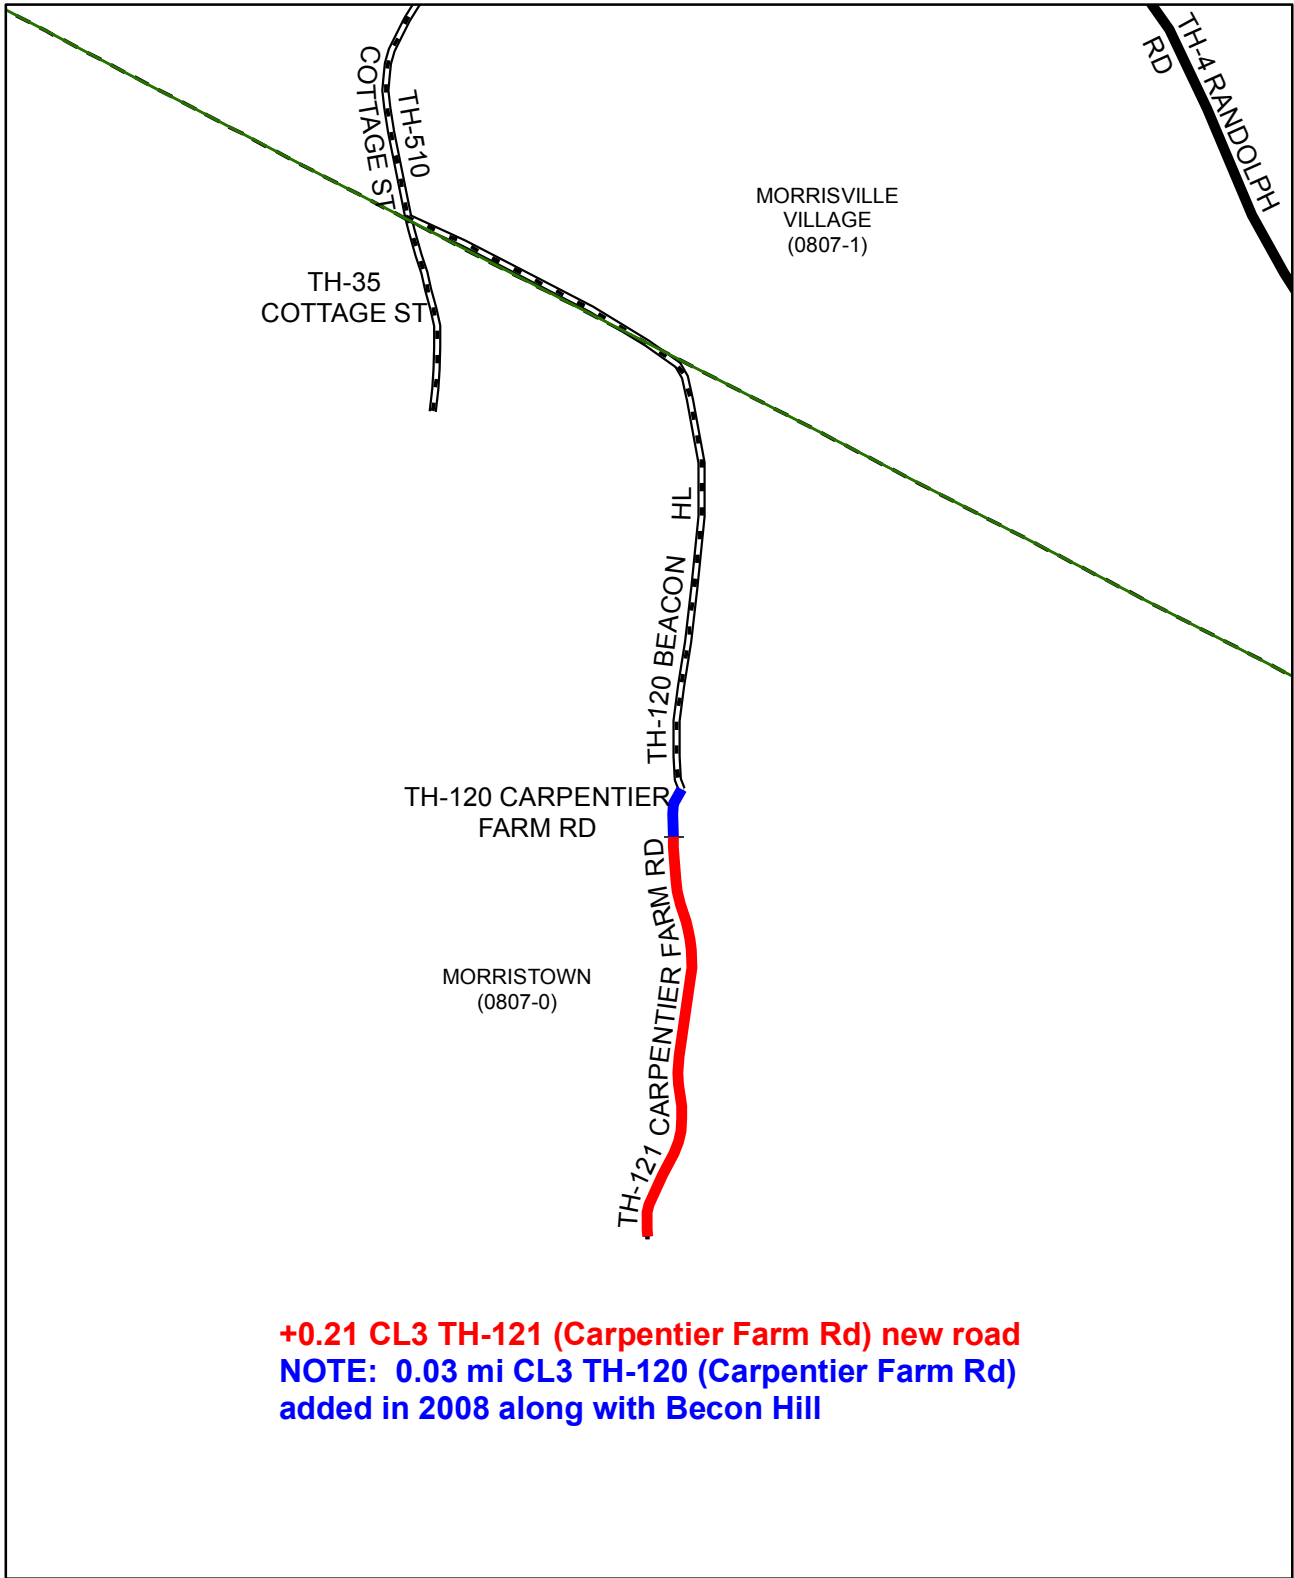 TH-510
COTTAGE ST
TH-4 RANDOLPH
RD
MORRISVILLE
VILLAGE
(0807-1)
TH-35
COTTAGE ST
TH-120 BEACON HL
TH-120 CARPENTIER
FARM RD
TH-121 CARPENTIER FARM RD
MORRISTOWN
(0807-0)
+0.21 CL3 TH-121 (Carpentier Farm Rd) new road
NOTE:  0.03 mi CL3 TH-120 (Carpentier Farm Rd)
added in 2008 along with Becon Hill